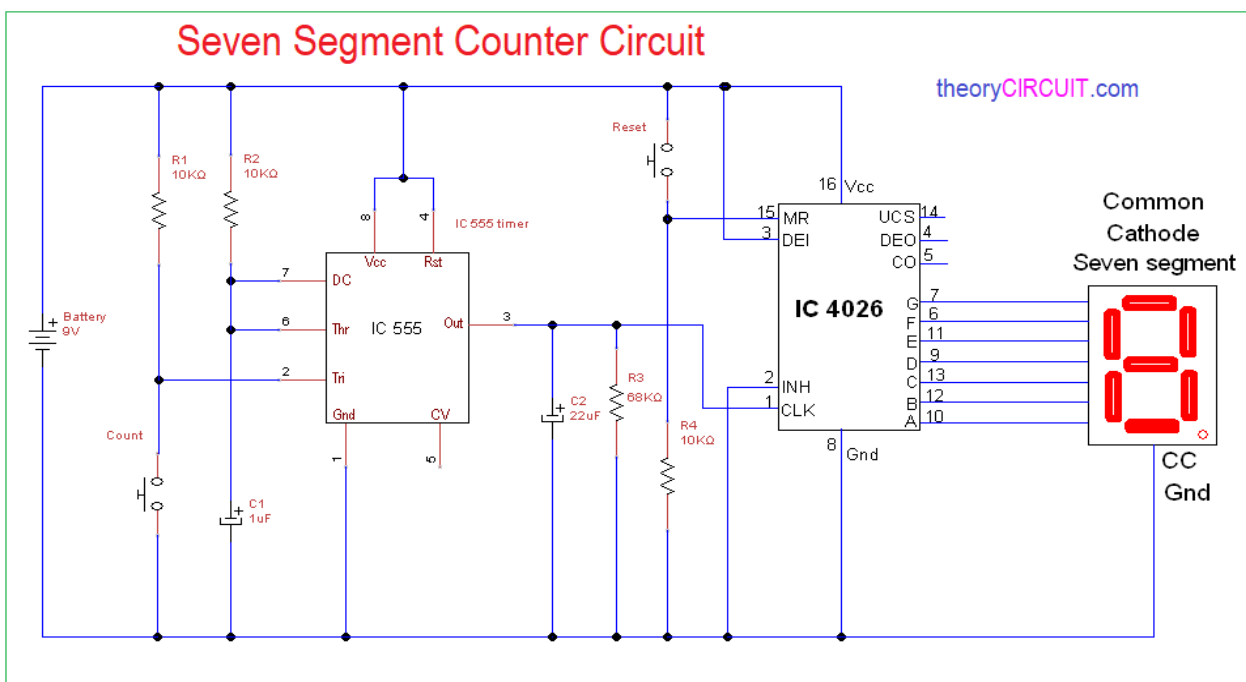 Seven Segment Counter Circuit
theoryCIRCUIT.com
R1
10KΩ
R2
10KΩ
Reset
8
4
IC 555 timer
Vcc
Rst
7
DC
6
Thr
IC 555
Out
3
2
Tri
Gnd
CV
1
5
Battery
9V
+
Count
C1
1uF
+
C2
22uF
+
R3
68KΩ
R4
10KΩ
16 Vcc
15 MR
3 DEI
UCS 14
DEO 4
CO 5
IC 4026
G 7
F 6
E 11
D 9
C 13
B 12
A 10
2 INH
1 CLK
8 Gnd
Common
Cathode
Seven segment
CC
Gnd